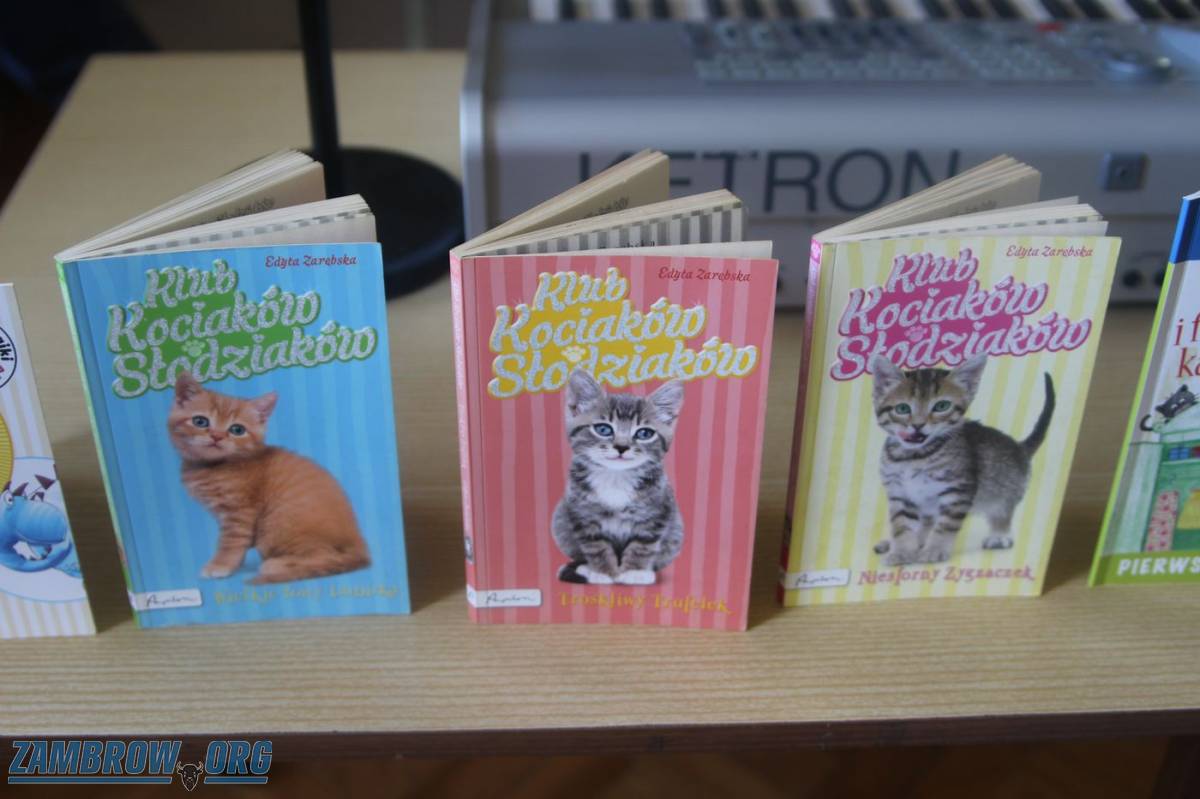 KETRON
Edyta Zarębska
Klub
Kociaków
Słodziaków
Edyta Zarębska
Klub
Kociaków
Słodziaków
Troskliwy Trufelek
Edyta Zarębska
Klub
Kociaków
Słodziaków
Niesforny Zygzaczek
i f
PIERWS
ZAMBROW.ORG